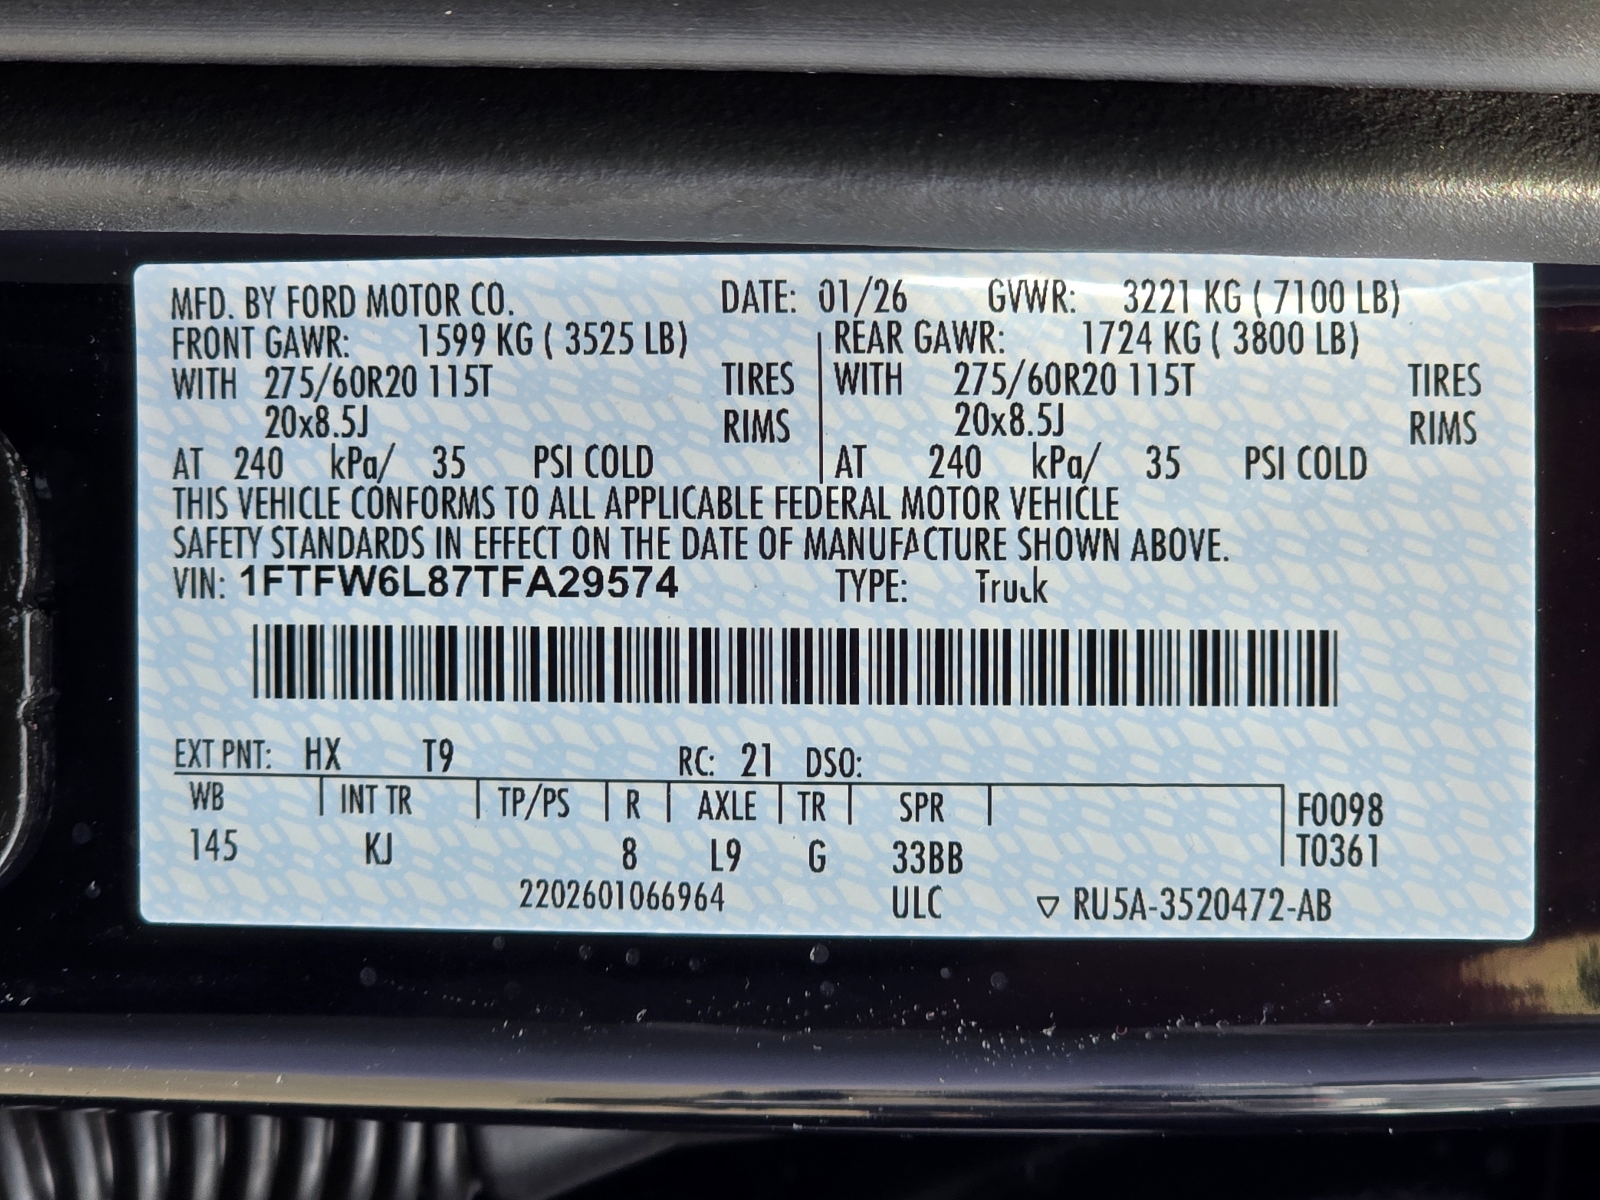 MFD. BY FORD MOTOR CO. DATE: 01/26 GVWR: 3221 KG ( 7100 LB)
FRONT GAWR: 1599 KG ( 3525 LB) REAR GAWR: 1724 KG ( 3800 LB)
WITH 275/60R20 115T TIRES WITH 275/60R20 115T TIRES
20x8.5J RIMS 20x8.5J RIMS
AT 240 kPa/ 35 PSI COLD AT 240 kPa/ 35 PSI COLD
THIS VEHICLE CONFORMS TO ALL APPLICABLE FEDERAL MOTOR VEHICLE
SAFETY STANDARDS IN EFFECT ON THE DATE OF MANUFACTURE SHOWN ABOVE.
VIN: 1FTFW6L87TFA29574 TYPE: Truck
EXT PNT: HX T9 RC: 21 DSO:
WB INT TR TP/PS R AXLE TR SPR F0098
145 KJ 8 L9 G 33BB T0361
2202601066964 ULC ▽ RU5A-3520472-AB